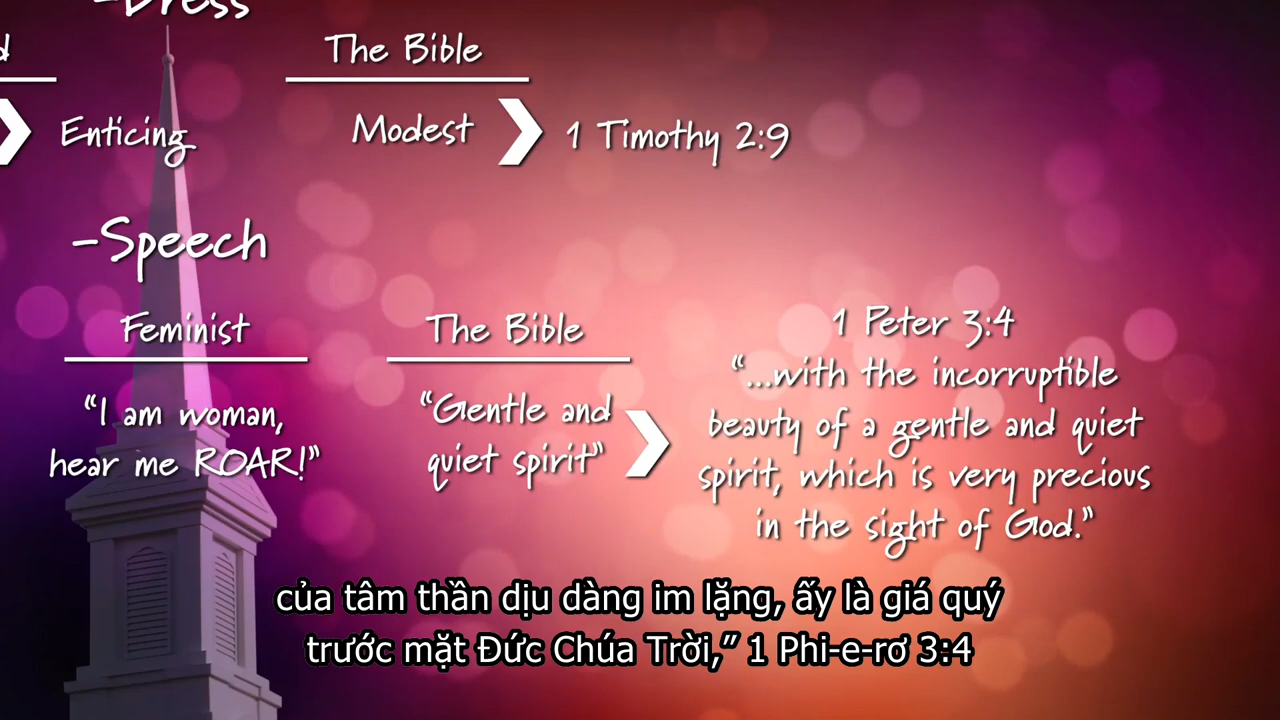 -Dress
d
The Bible
Enticing
Modest
1 Timothy 2:9
-Speech
Feminist
"I am woman,
hear me ROAR!"
The Bible
"Gentle and
quiet spirit"
1 Peter 3:4
"...with the incorruptible
beauty of a gentle and quiet
spirit, which is very precious
in the sight of God."
của tâm thần dịu dàng im lặng, ấy là giá quý
trước mặt Đức Chúa Trời,” 1 Phi-e-rơ 3:4